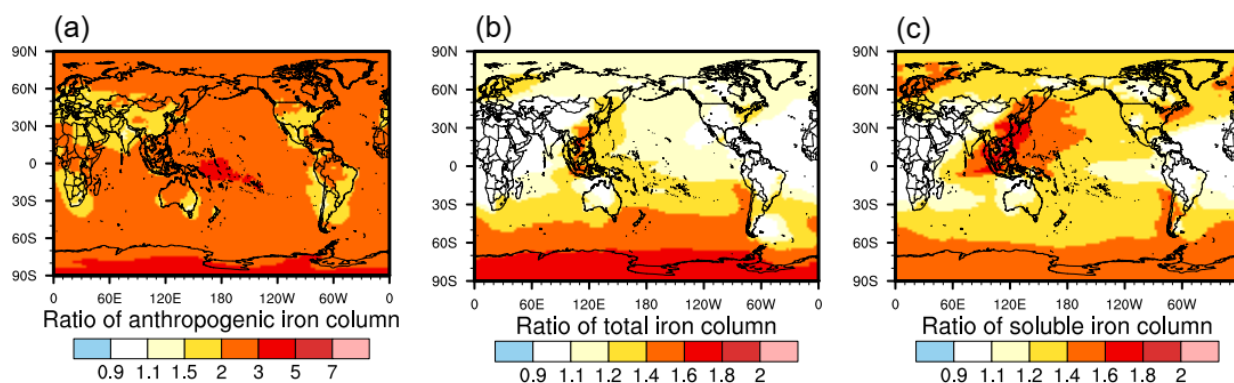 (a)
90N
60N
30N
0
30S
60S
90S
0 60E 120E 180 120W 60W 0
Ratio of anthropogenic iron column
0.9 1.1 1.5 2 3 5 7
(b)
90N
60N
30N
0
30S
60S
90S
0 60E 120E 180 120W 60W 0
Ratio of total iron column
0.9 1.1 1.2 1.4 1.6 1.8 2
(c)
90N
60N
30N
0
30S
60S
90S
0 60E 120E 180 120W 60W
Ratio of soluble iron column
0.9 1.1 1.2 1.4 1.6 1.8 2